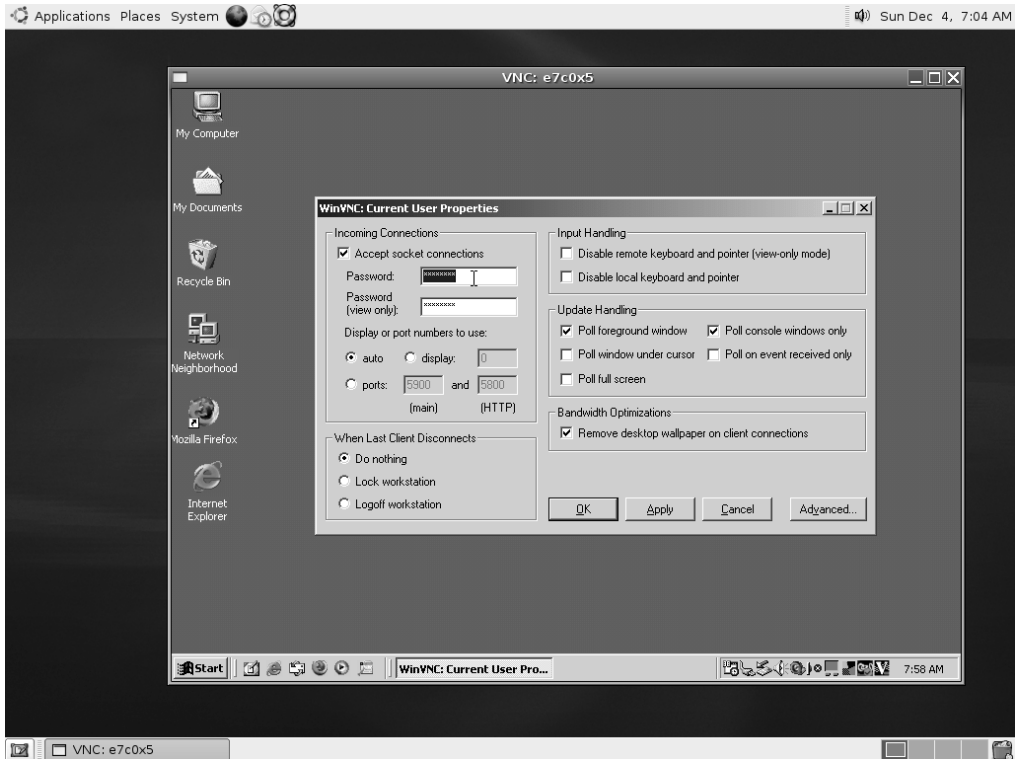 Applications Places System
Sun Dec 4, 7:04 AM
VNC: e7c0x5
My Computer
My Documents
Recycle Bin
Network
Neighborhood
Mozilla Firefox
Internet
Explorer
WinVNC: Current User Properties
Incoming Connections
Accept socket connections
Password: ××××××××
Password
(view only): ××××××××
Display or port numbers to use:
auto display: 0
ports: 5900 and 5800
(main) (HTTP)
When Last Client Disconnects
Do nothing
Lock workstation
Logoff workstation
Input Handling
Disable remote keyboard and pointer (view-only mode)
Disable local keyboard and pointer
Update Handling
Poll foreground window Poll console windows only
Poll window under cursor Poll on event received only
Poll full screen
Bandwidth Optimizations
Remove desktop wallpaper on client connections
OK Apply Cancel Advanced...
Start WinVNC: Current User Pro... 7:58 AM
VNC: e7c0x5